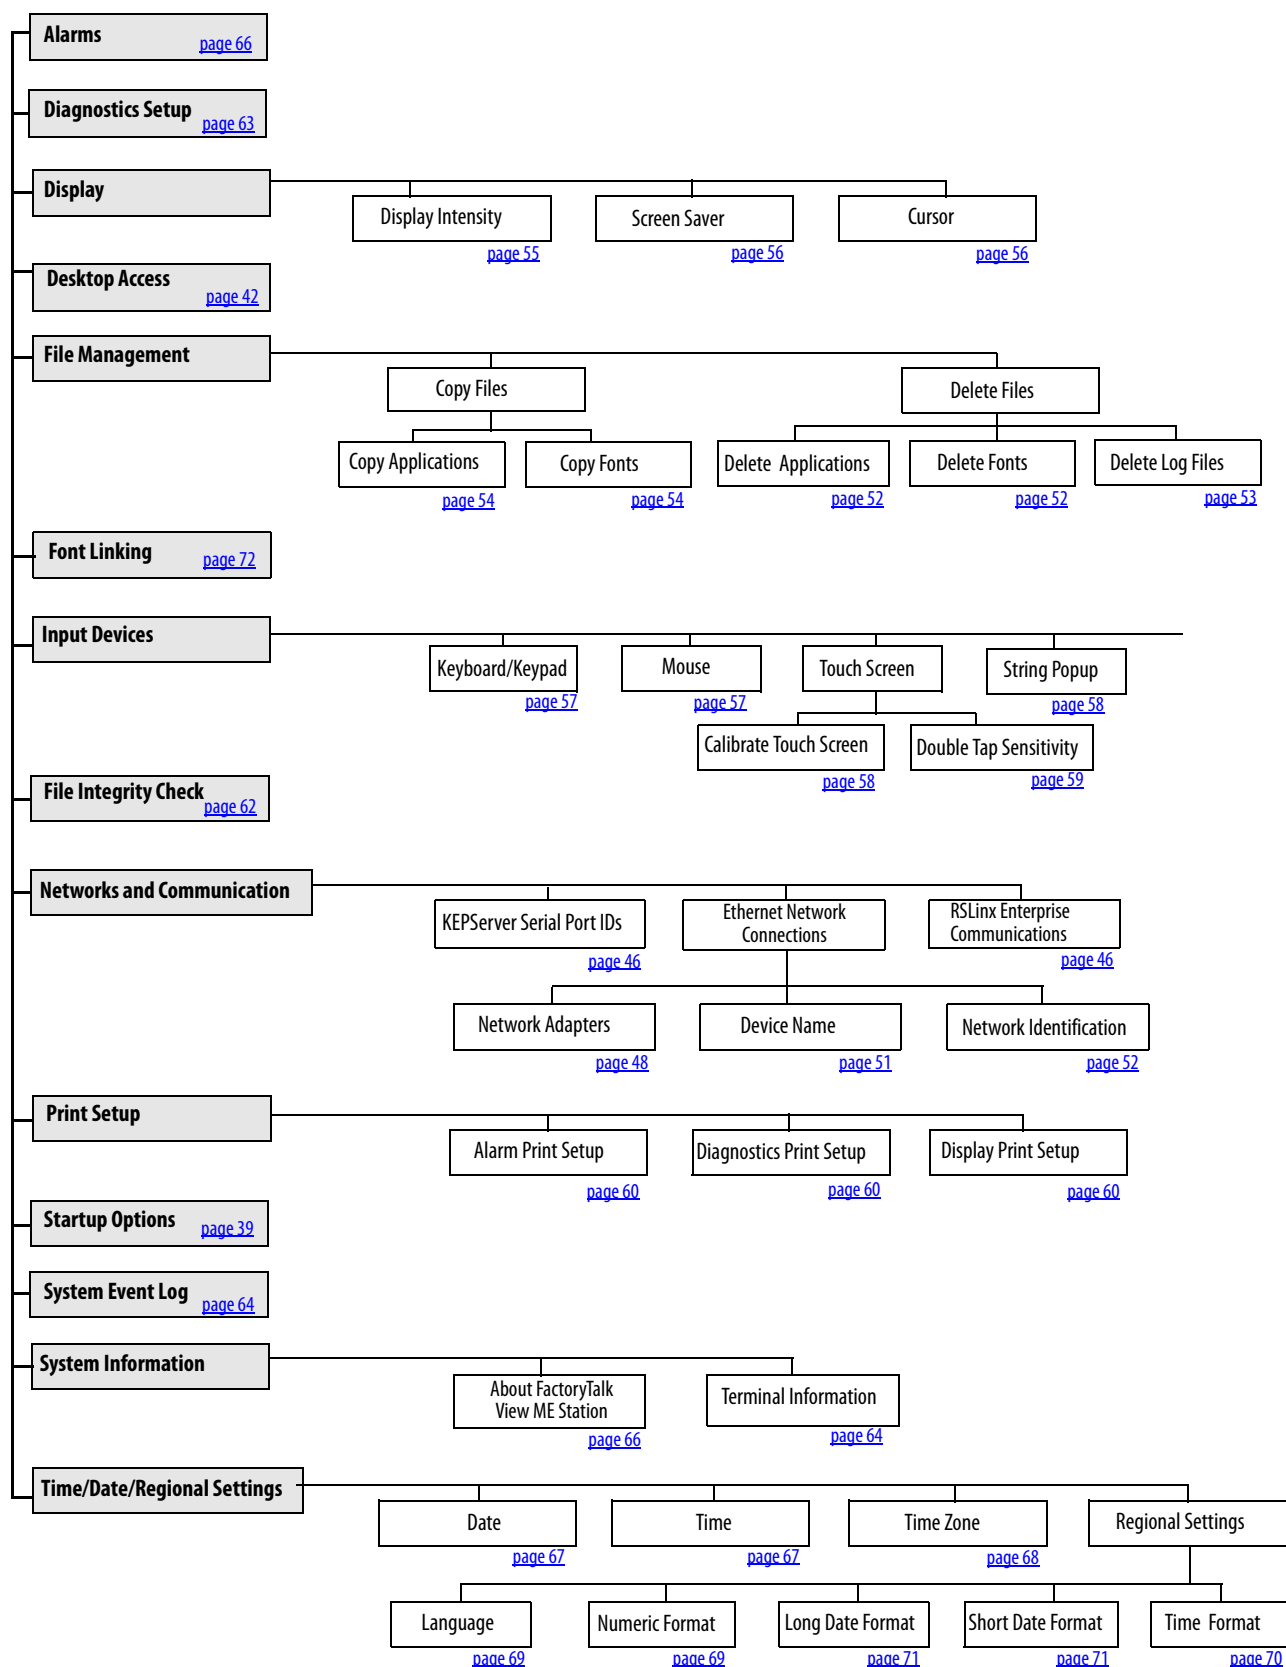 Alarms
page 66
Diagnostics Setup
page 63
Display
Display Intensity
Screen Saver
Cursor
page 55
page 56
page 56
Desktop Access
page 42
File Management
Copy Files
Delete Files
Copy Applications
Copy Fonts
Delete Applications
Delete Fonts
Delete Log Files
page 54
page 54
page 52
page 52
page 53
Font Linking
page 72
Input Devices
Keyboard/Keypad
Mouse
Touch Screen
String Popup
page 57
page 57
page 58
Calibrate Touch Screen
Double Tap Sensitivity
page 58
page 59
File Integrity Check
page 62
Networks and Communication
KEPServer Serial Port IDs
Ethernet Network
Connections
RSLinx Enterprise
Communications
page 46
page 46
Network Adapters
Device Name
Network Identification
page 48
page 51
page 52
Print Setup
Alarm Print Setup
Diagnostics Print Setup
Display Print Setup
page 60
page 60
page 60
Startup Options
page 39
System Event Log
page 64
System Information
About FactoryTalk
View ME Station
Terminal Information
page 66
page 64
Time/Date/Regional Settings
Date
Time
Time Zone
Regional Settings
page 67
page 67
page 68
Language
Numeric Format
Long Date Format
Short Date Format
Time Format
page 69
page 69
page 71
page 71
page 70